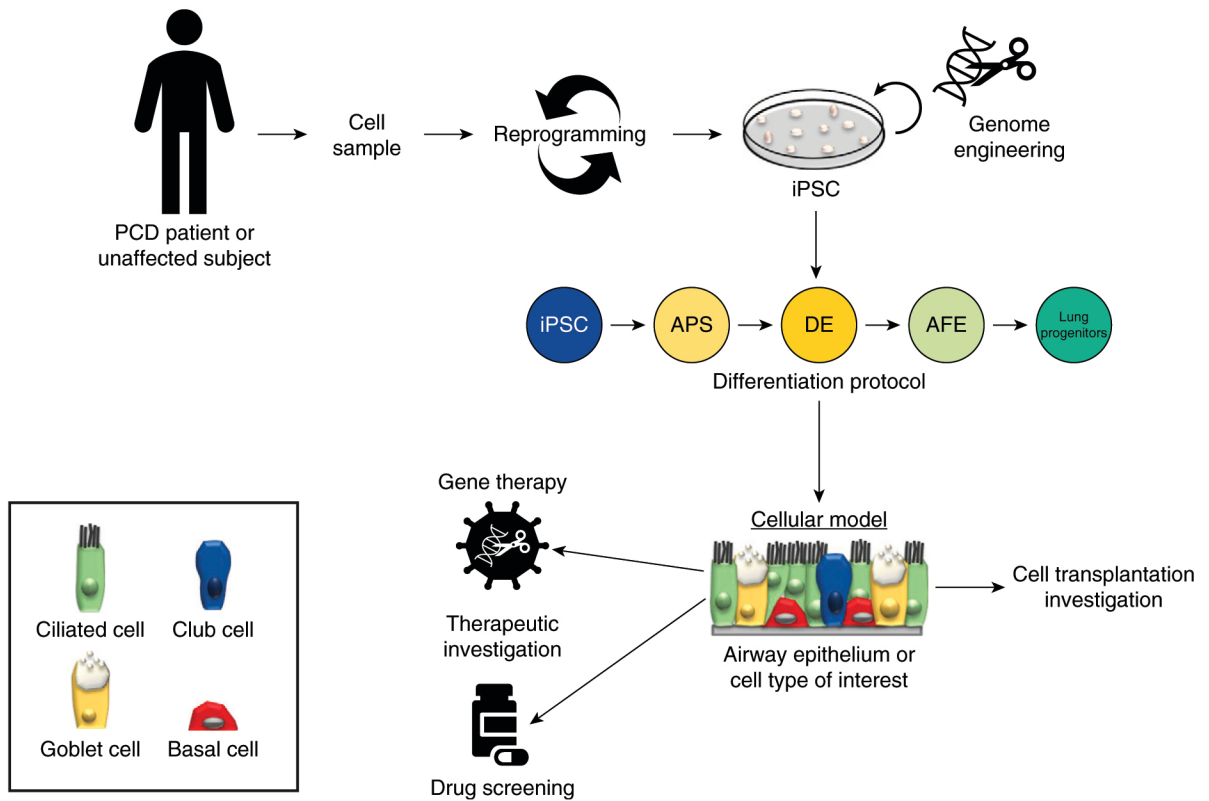 PCD patient or
unaffected subject
Cell
sample
Reprogramming
iPSC
Genome
engineering
iPSC
APS
DE
AFE
Lung
progenitors
Differentiation protocol
Cellular model
Airway epithelium or
cell type of interest
Cell transplantation
investigation
Gene therapy
Therapeutic
investigation
Drug screening
Ciliated cell
Club cell
Goblet cell
Basal cell